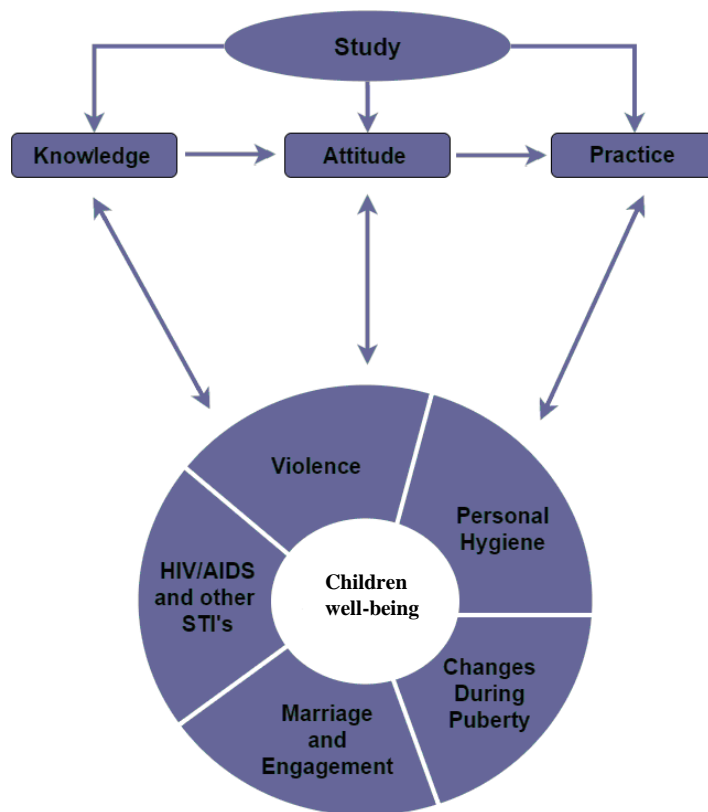 Study
Knowledge
Attitude
Practice
Violence
Personal
Hygiene
HIV/AIDS
and other
STI's
Children
well-being
Changes
During
Puberty
Marriage
and
Engagement